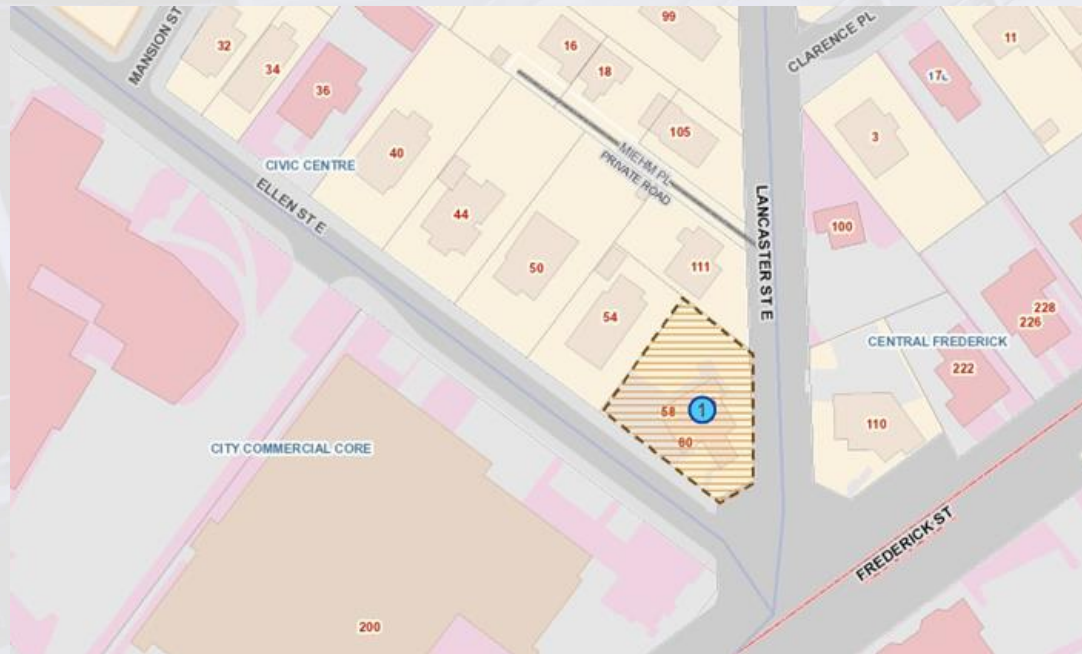 99
MANSION ST
32
16
CLARENCE PL
11
34
18
36
105
3
40
MIEHM PL
PRIVATE ROAD
CIVIC CENTRE
ELLEN ST E
44
LANCASTER ST E
100
50
111
228
226
54
CENTRAL FREDERICK
222
58
1
60
110
CITY COMMERCIAL CORE
FREDERICK ST
200